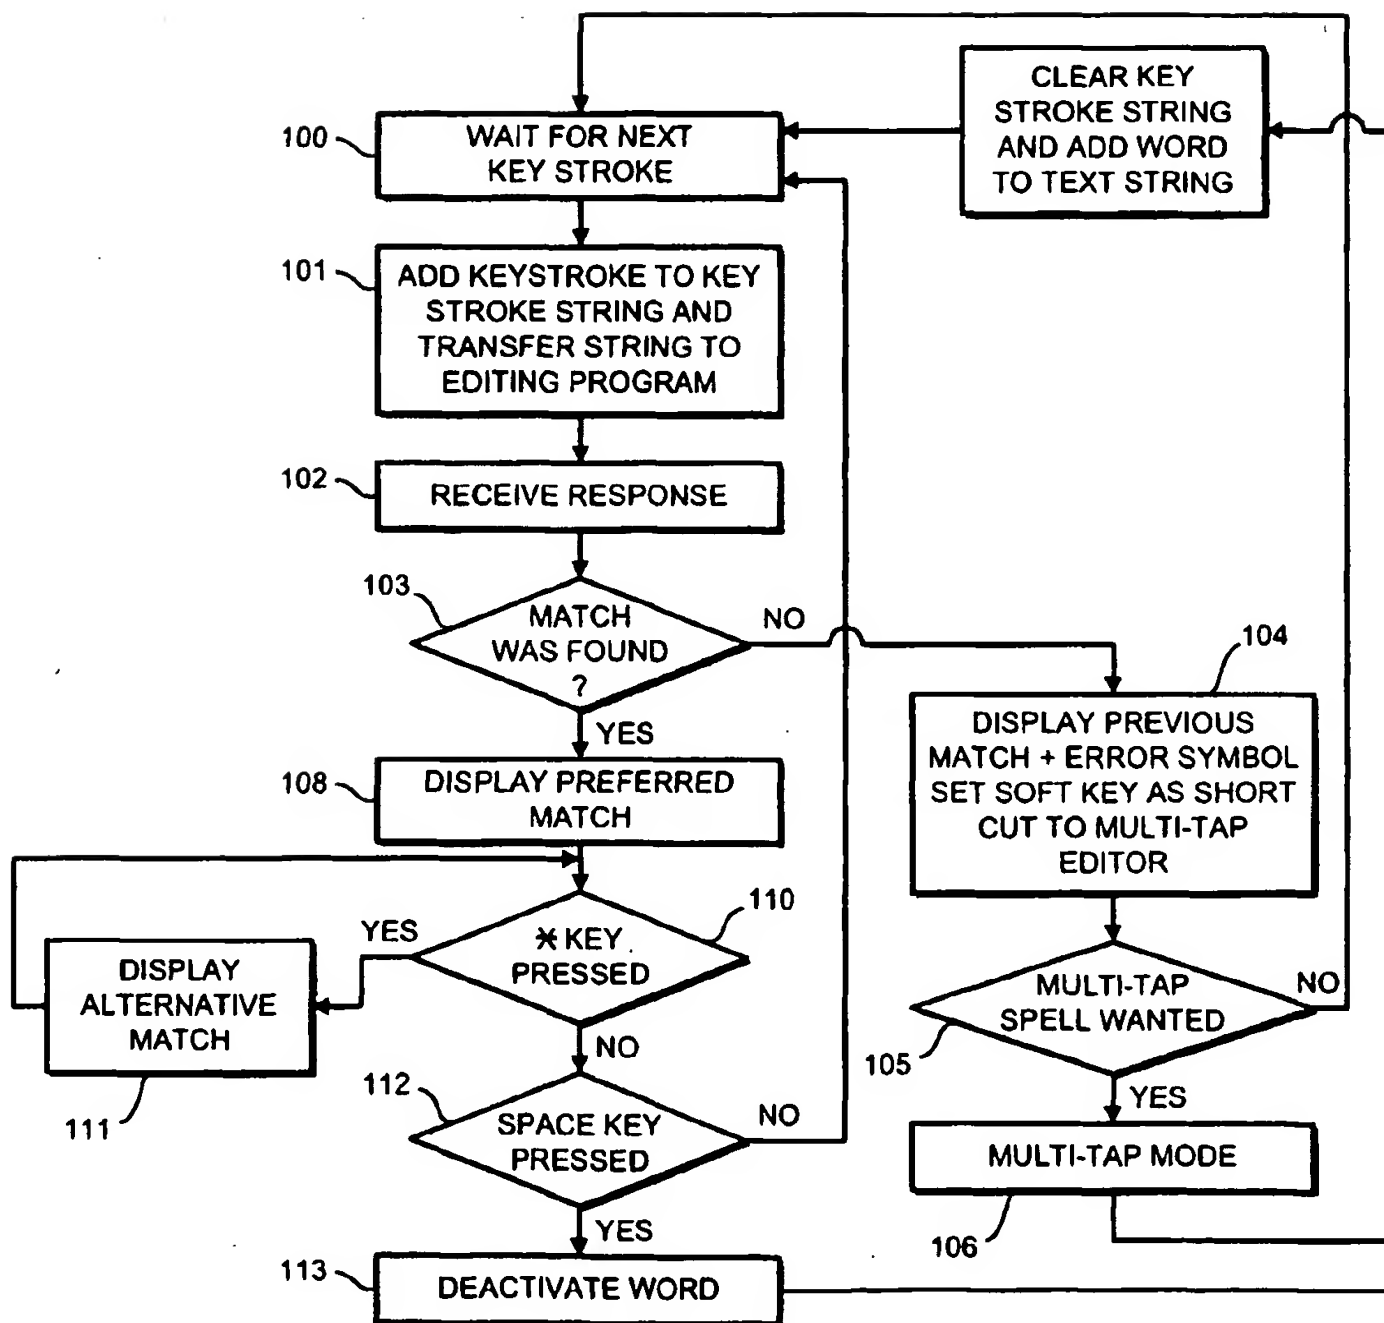 CLEAR KEY
STROKE STRING
AND ADD WORD
TO TEXT STRING
100
WAIT FOR NEXT
KEY STROKE
101
ADD KEYSTROKE TO KEY
STROKE STRING AND
TRANSFER STRING TO
EDITING PROGRAM
102
RECEIVE RESPONSE
103
MATCH
WAS FOUND
?
NO
YES
104
DISPLAY PREVIOUS
MATCH + ERROR SYMBOL
SET SOFT KEY AS SHORT
CUT TO MULTI-TAP
EDITOR
108
DISPLAY PREFERRED
MATCH
110
* KEY
PRESSED
YES
NO
DISPLAY
ALTERNATIVE
MATCH
111
105
MULTI-TAP
SPELL WANTED
NO
YES
112
SPACE KEY
PRESSED
NO
YES
MULTI-TAP MODE
106
113
DEACTIVATE WORD